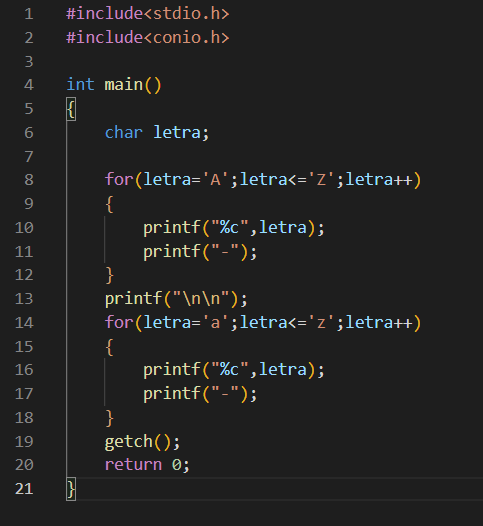 1 #include<stdio.h>
2 #include<conio.h>
3
4 int main()
5 {
6     char letra;
7
8     for(letra='A';letra<='Z';letra++)
9     {
10         printf("%c",letra);
11         printf("-");
12     }
13     printf("\n\n");
14     for(letra='a';letra<='z';letra++)
15     {
16         printf("%c",letra);
17         printf("-");
18     }
19     getch();
20     return 0;
21 }